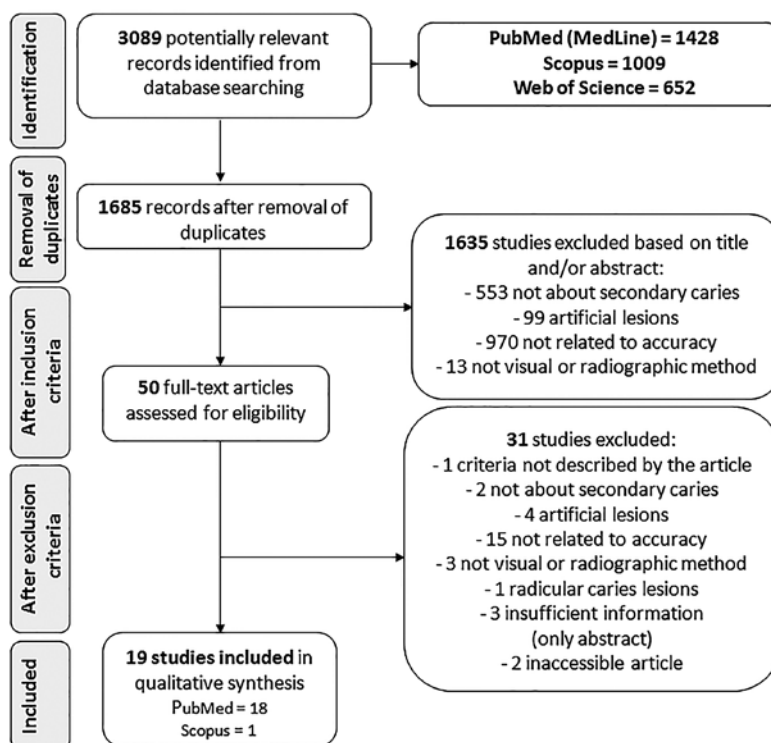 Identification
3089 potentially relevant
records identified from
database searching
PubMed (MedLine) = 1428
Scopus = 1009
Web of Science = 652
Removal of
duplicates
1685 records after removal of
duplicates
1635 studies excluded based on title
and/or abstract:
- 553 not about secondary caries
- 99 artificial lesions
- 970 not related to accuracy
- 13 not visual or radiographic method
After inclusion
criteria
50 full-text articles
assessed for eligibility
After exclusion
criteria
31 studies excluded:
- 1 criteria not described by the article
- 2 not about secondary caries
- 4 artificial lesions
- 15 not related to accuracy
- 3 not visual or radiographic method
- 1 radicular caries lesions
- 3 insufficient information
(only abstract)
- 2 inaccessible article
Included
19 studies included in
qualitative synthesis
PubMed = 18
Scopus = 1